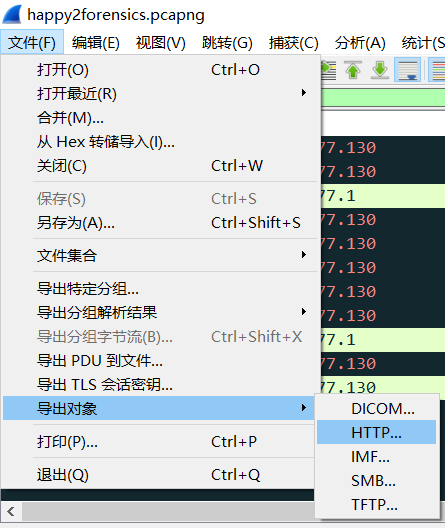 happy2forensics.pcapng
文件(F) 编辑(E) 视图(V) 跳转(G) 捕获(C) 分析(A) 统计(S
打开(O) Ctrl+O
打开最近(R)
合并(M)...
从 Hex 转储导入(I)...
关闭(C) Ctrl+W
保存(S) Ctrl+S
另存为(A)... Ctrl+Shift+S
文件集合
导出特定分组...
导出分组解析结果
导出分组字节流(B)... Ctrl+Shift+X
导出 PDU 到文件...
导出 TLS 会话密钥...
导出对象
打印(P)... Ctrl+P
退出(Q) Ctrl+Q
77.130
77.130
77.1
77.130
77.130
77.130
77.130
77.130
77.1
77.130
77.130
DICOM...
HTTP...
IMF...
SMB...
TFTP...